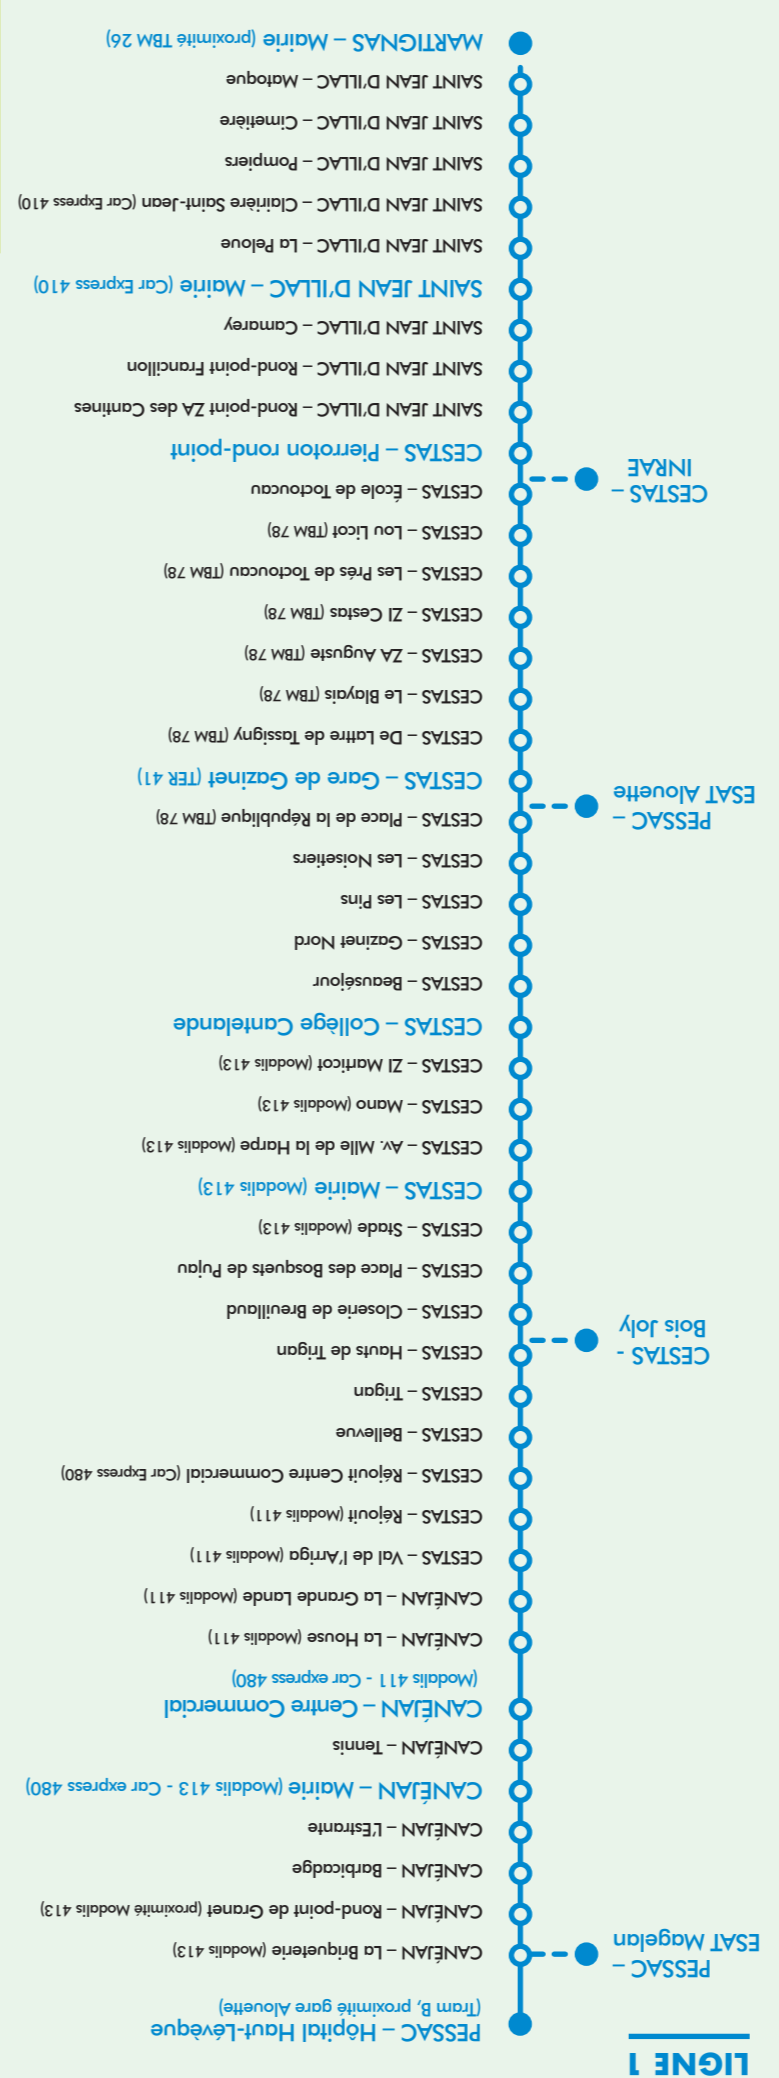 LIGNE 1
PESSAC – Hôpital Haut-Lévêque
(Tram B, proximité gare Alouette)
PESSAC –
ESAT Magelan
CANÉJAN – La Briqueterie (Modalis 413)
CANÉJAN – Rond-point de Granet (proximité Modalis 413)
CANÉJAN – Barbicadge
CANÉJAN – L'Estrante
CANÉJAN – Mairie (Modalis 413 - Car express 480)
CANÉJAN – Tennis
CANÉJAN – Centre Commercial
(Modalis 411 - Car express 480)
CANÉJAN – La House (Modalis 411)
CANÉJAN – La Grande Lande (Modalis 411)
CESTAS – Val de l'Arriga (Modalis 411)
CESTAS – Réjouit (Modalis 411)
CESTAS – Réjouit Centre Commercial (Car Express 480)
CESTAS – Bellevue
CESTAS – Trigan
CESTAS – Hauts de Trigan
CESTAS -
Bois Joly
CESTAS – Closerie de Breuillaud
CESTAS – Place des Bosquets de Pujau
CESTAS – Stade (Modalis 413)
CESTAS – Mairie (Modalis 413)
CESTAS – Av. Mlle de la Harpe (Modalis 413)
CESTAS – Mano (Modalis 413)
CESTAS – ZI Marticot (Modalis 413)
CESTAS – Collège Cantelande
CESTAS – Beauséjour
CESTAS – Gazinet Nord
CESTAS – Les Pins
CESTAS – Les Noisetiers
CESTAS – Place de la République (TBM 78)
PESSAC –
ESAT Alouette
CESTAS – Gare de Gazinet (TER 41)
CESTAS – De Lattre de Tassigny (TBM 78)
CESTAS – Le Blayais (TBM 78)
CESTAS – ZA Auguste (TBM 78)
CESTAS – ZI Cestas (TBM 78)
CESTAS – Les Prés de Toctoucau (TBM 78)
CESTAS – Lou Licot (TBM 78)
CESTAS – École de Toctoucau
CESTAS –
INRAE
CESTAS – Pierroton rond-point
SAINT JEAN D'ILLAC – Rond-point ZA des Cantines
SAINT JEAN D'ILLAC – Rond-point Francillon
SAINT JEAN D'ILLAC – Camarey
SAINT JEAN D'ILLAC – Mairie (Car Express 410)
SAINT JEAN D'ILLAC – La Peloue
SAINT JEAN D'ILLAC – Clairière Saint-Jean (Car Express 410)
SAINT JEAN D'ILLAC – Pompiers
SAINT JEAN D'ILLAC – Cimetière
SAINT JEAN D'ILLAC – Matoque
MARTIGNAS – Mairie (proximité TBM 26)